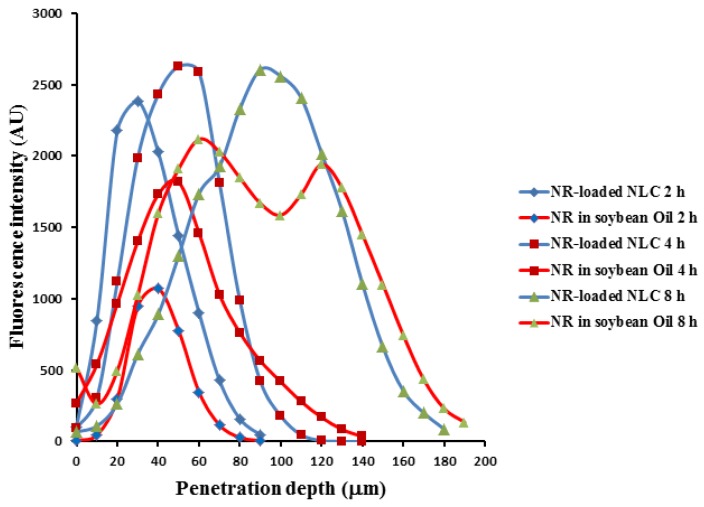 3000
2500
2000
1500
1000
500
0
Fluorescence intensity (AU)
0 20 40 60 80 100 120 140 160 180 200
Penetration depth (µm)
NR-loaded NLC 2 h
NR in soybean Oil 2 h
NR-loaded NLC 4 h
NR in soybean Oil 4 h
NR-loaded NLC 8 h
NR in soybean Oil 8 h